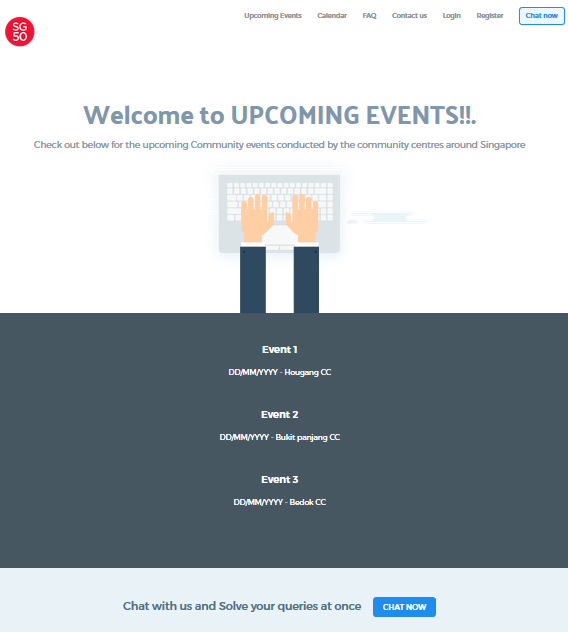 SG
50
Upcoming Events Calendar FAQ Contact us Login Register Chat now
Welcome to UPCOMING EVENTS!!.
Check out below for the upcoming Community events conducted by the community centres around Singapore
Event 1
DD/MM/YYYY - Hougang CC
Event 2
DD/MM/YYYY - Bukit panjang CC
Event 3
DD/MM/YYYY - Bedok CC
Chat with us and Solve your queries at once CHAT NOW